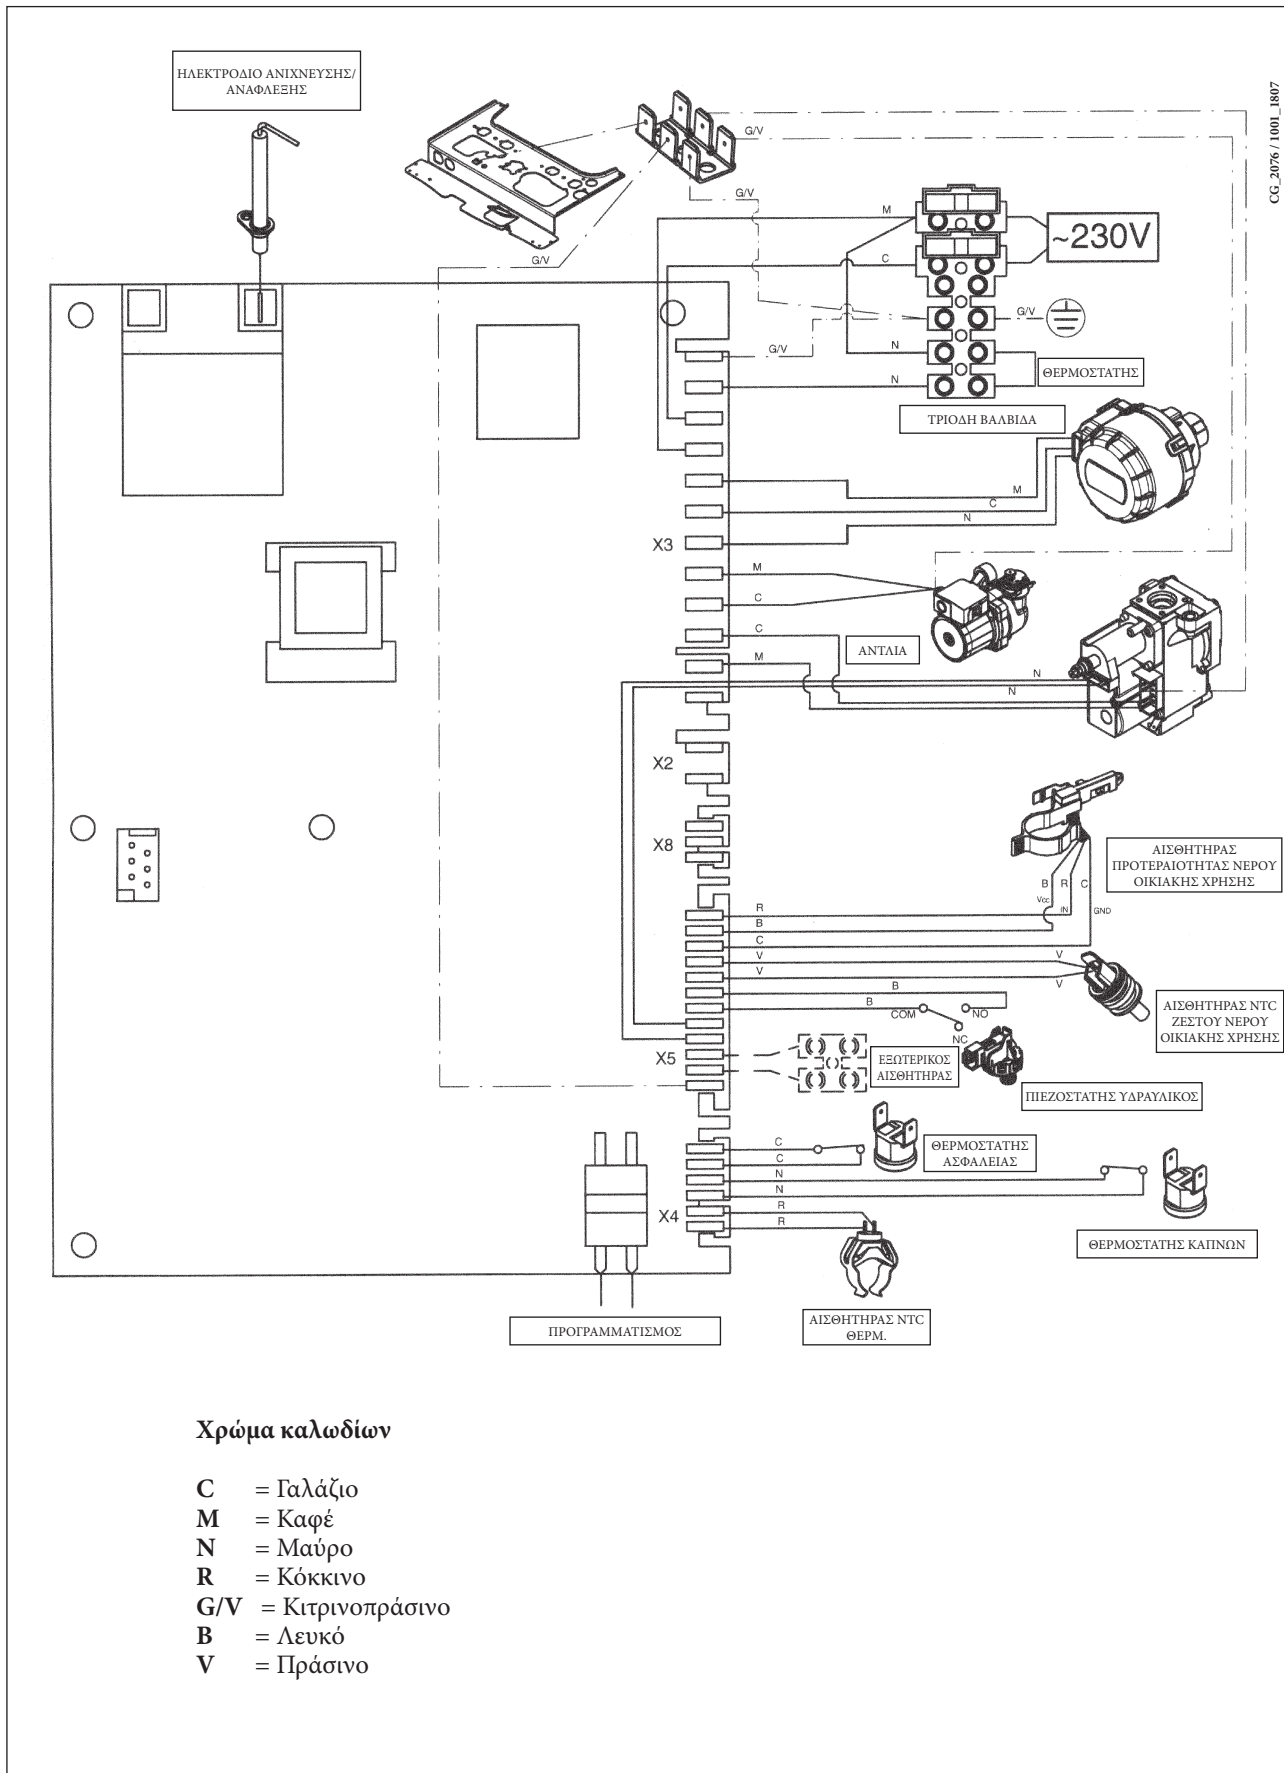 ΗΛΕΚΤΡΟΔΙΟ ΑΝΙΧΝΕΥΣΗΣ/
ΑΝΑΦΛΕΞΗΣ
CG_2076 / 1001_1807
G/V
G/V
G/V
M
~230V
C
G/V
G/V
N
ΘΕΡΜΟΣΤΑΤΗΣ
N
ΤΡΙΟΔΗ ΒΑΛΒΙΔΑ
M
C
N
X3
M
C
C
ΑΝΤΛΙΑ
M
N
N
X2
X8
ΑΙΣΘΗΤΗΡΑΣ
ΠΡΟΤΕΡΑΙΟΤΗΤΑΣ ΝΕΡΟΥ
ΟΙΚΙΑΚΗΣ ΧΡΗΣΗΣ
B R C
Vcc IN GND
R
B
C
V V
V V
B
B
COM NO
NC
ΑΙΣΘΗΤΗΡΑΣ NTC
ΖΕΣΤΟΥ ΝΕΡΟΥ
ΟΙΚΙΑΚΗΣ ΧΡΗΣΗΣ
X5
ΕΞΩΤΕΡΙΚΟΣ
ΑΙΣΘΗΤΗΡΑΣ
ΠΙΕΖΟΣΤΑΤΗΣ ΥΔΡΑΥΛΙΚΟΣ
C
C
ΘΕΡΜΟΣΤΑΤΗΣ
ΑΣΦΑΛΕΙΑΣ
N
N
R
X4
R
ΘΕΡΜΟΣΤΑΤΗΣ ΚΑΠΝΩΝ
ΠΡΟΓΡΑΜΜΑΤΙΣΜΟΣ
ΑΙΣΘΗΤΗΡΑΣ NTC
ΘΕΡΜ.
Χρώμα καλωδίων
C = Γαλάζιο
M = Καφέ
N = Μαύρο
R = Κόκκινο
G/V = Κιτρινοπράσινο
B = Λευκό
V = Πράσινο